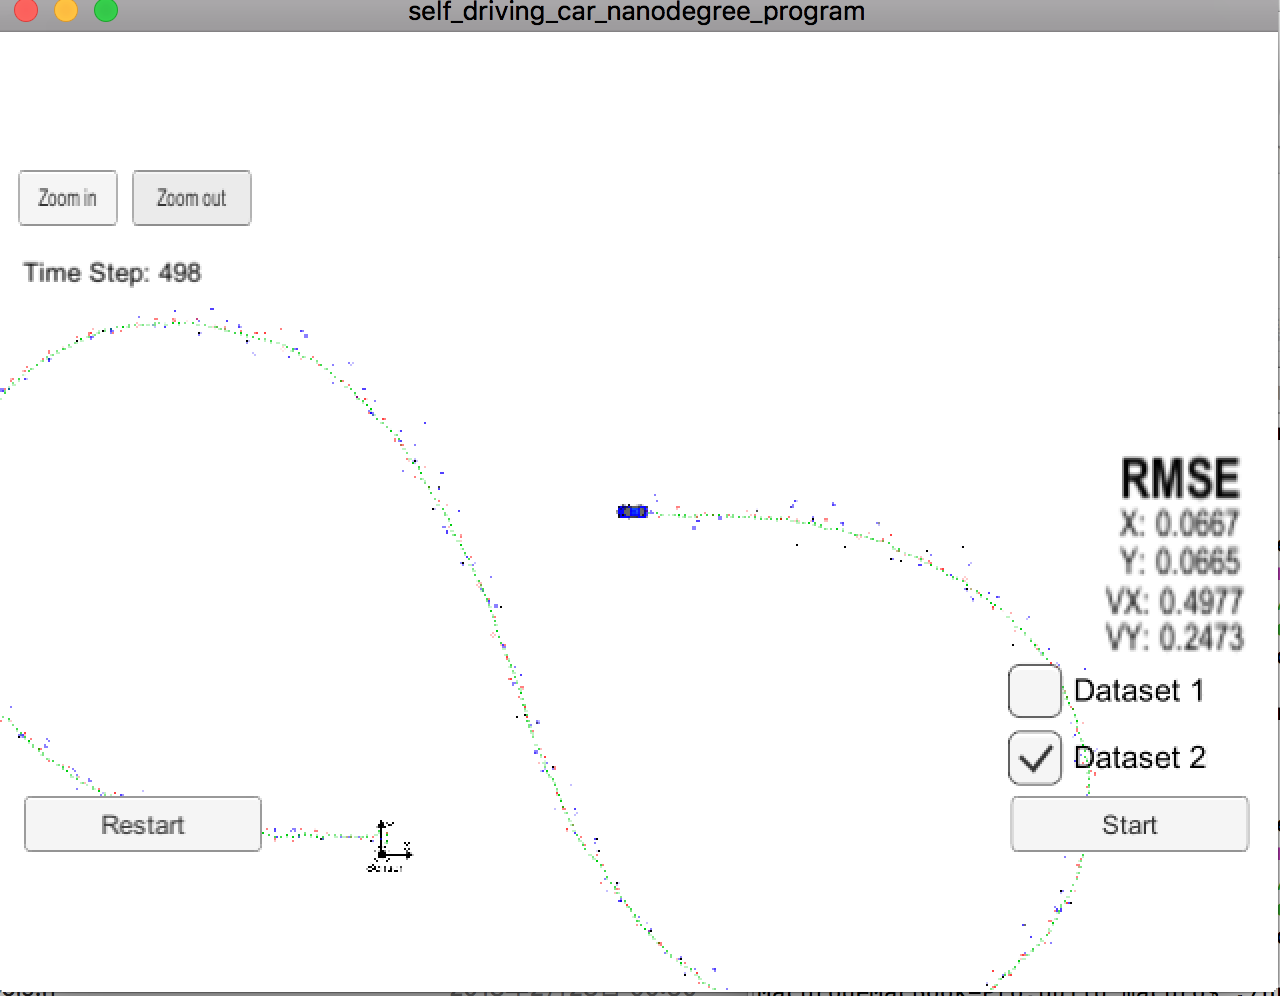 self_driving_car_nanodegree_program
Zoom in
Zoom out
Time Step: 498
RMSE
X: 0.0667
Y: 0.0665
VX: 0.4977
VY: 0.2473
Dataset 1
Dataset 2
Restart
Start